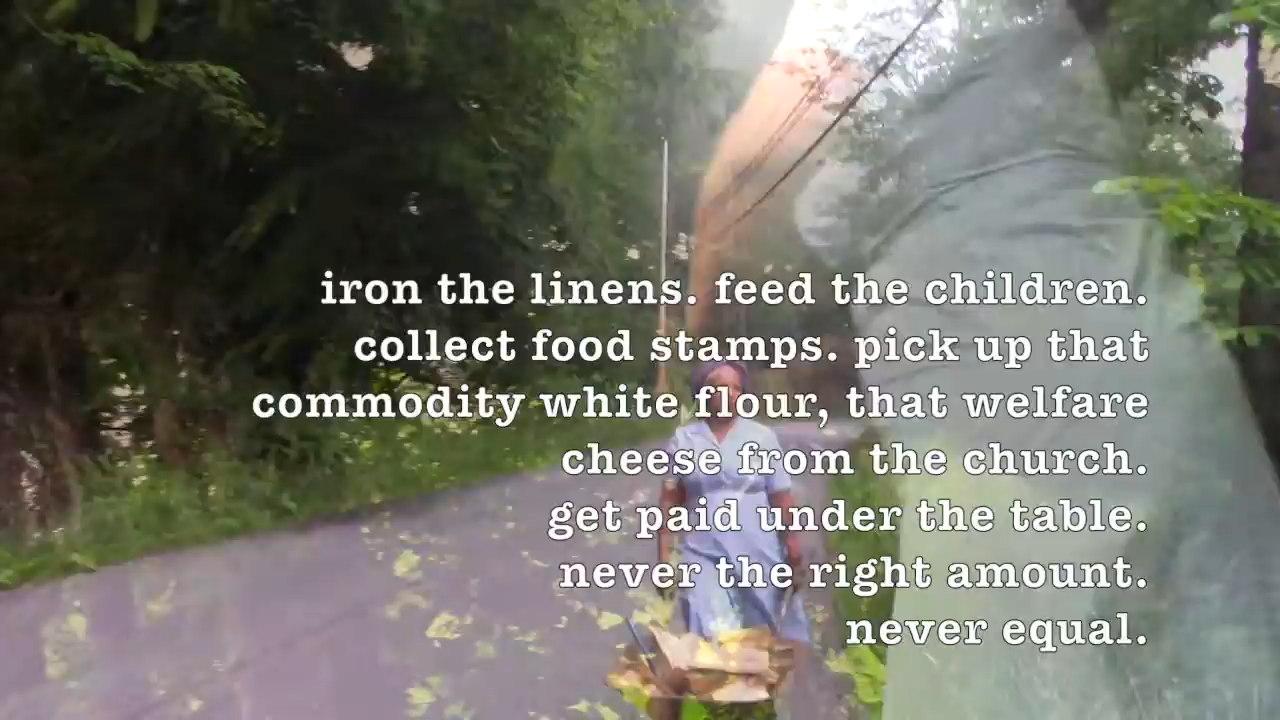 iron the linens. feed the children.
collect food stamps. pick up that
commodity white flour, that welfare
cheese from the church.
get paid under the table.
never the right amount.
never equal.